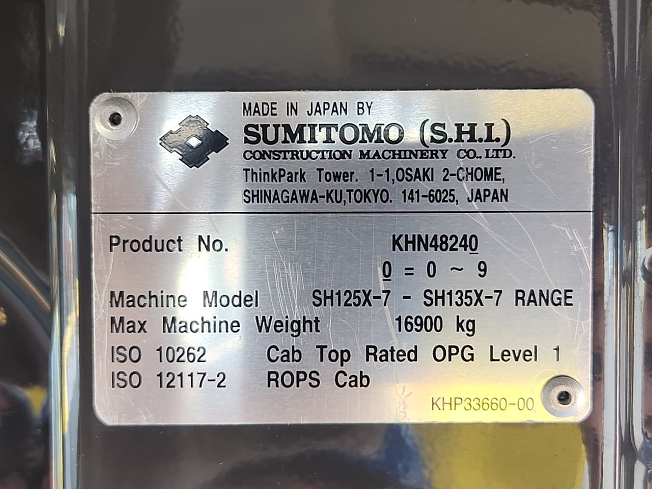 MADE IN JAPAN BY
SUMITOMO (S.H.I.)
CONSTRUCTION MACHINERY CO., LTD.
ThinkPark Tower. 1-1,OSAKI 2-CHOME,
SHINAGAWA-KU,TOKYO. 141-6025, JAPAN
Product No. KHN48240
0 = 0 ~ 9
Machine Model SH125X-7 - SH135X-7 RANGE
Max Machine Weight 16900 kg
ISO 10262 Cab Top Rated OPG Level 1
ISO 12117-2 ROPS Cab
KHP33660-00